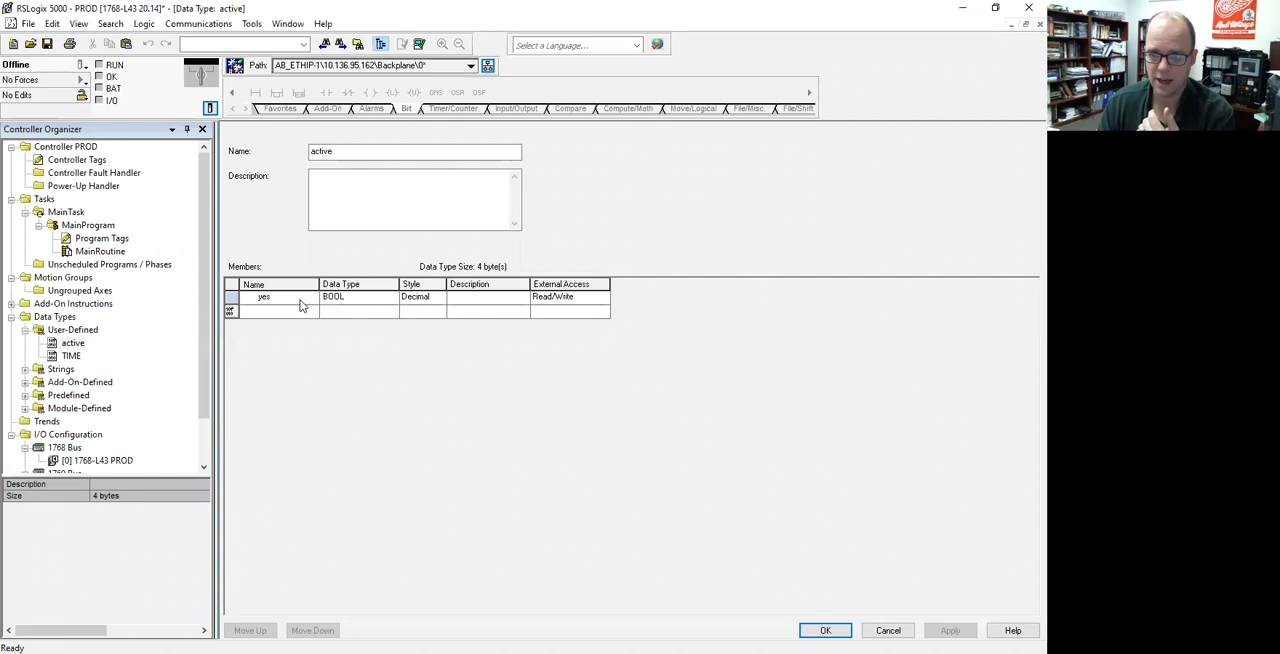 RSLogix 5000 - PROD [1768-L43 20.14]* - [Data Type: active]
File Edit View Search Logic Communications Tools Window Help
Select a Language...
Offline RUN
No Forces OK
No Edits BAT
I/O
Path: AB_ETHIP-1\10.136.95.162\Backplane\0*
ONS OSR OSF
Favorites Add-On Alarms Bit Timer/Counter Input/Output Compare Compute/Math Move/Logical File/Misc. File/Shift
Controller Organizer
Controller PROD
Controller Tags
Controller Fault Handler
Power-Up Handler
Tasks
MainTask
MainProgram
Program Tags
MainRoutine
Unscheduled Programs / Phases
Motion Groups
Ungrouped Axes
Add-On Instructions
Data Types
User-Defined
active
TIME
Strings
Add-On-Defined
Predefined
Module-Defined
Trends
I/O Configuration
1768 Bus
[0] 1768-L43 PROD
Description
Size 4 bytes
Name: active
Description:
Members: Data Type Size: 4 byte(s)
Name Data Type Style Description External Access
yes BOOL Decimal Read/Write
Move Up Move Down OK Cancel Apply Help
Ready